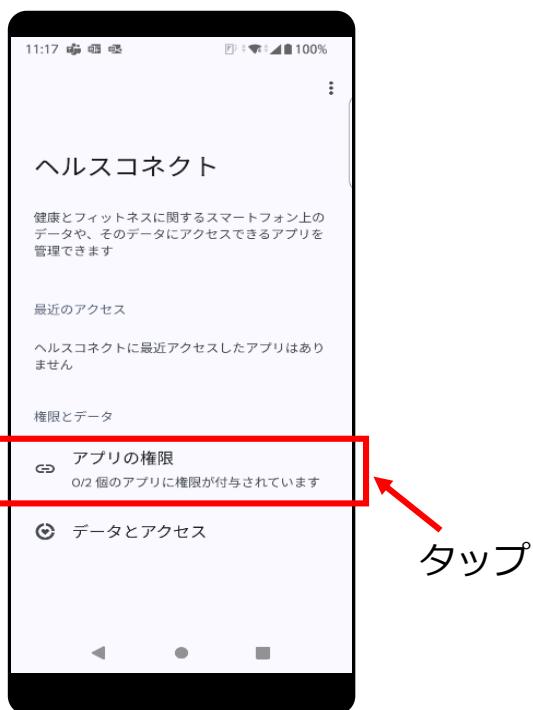 11:17 100%
ヘルスコネクト
健康とフィットネスに関するスマートフォン上の
データや、そのデータにアクセスできるアプリを
管理できます
最近のアクセス
ヘルスコネクトに最近アクセスしたアプリはあり
ません
権限とデータ
アプリの権限
0/2 個のアプリに権限が付与されています
データとアクセス
タップ